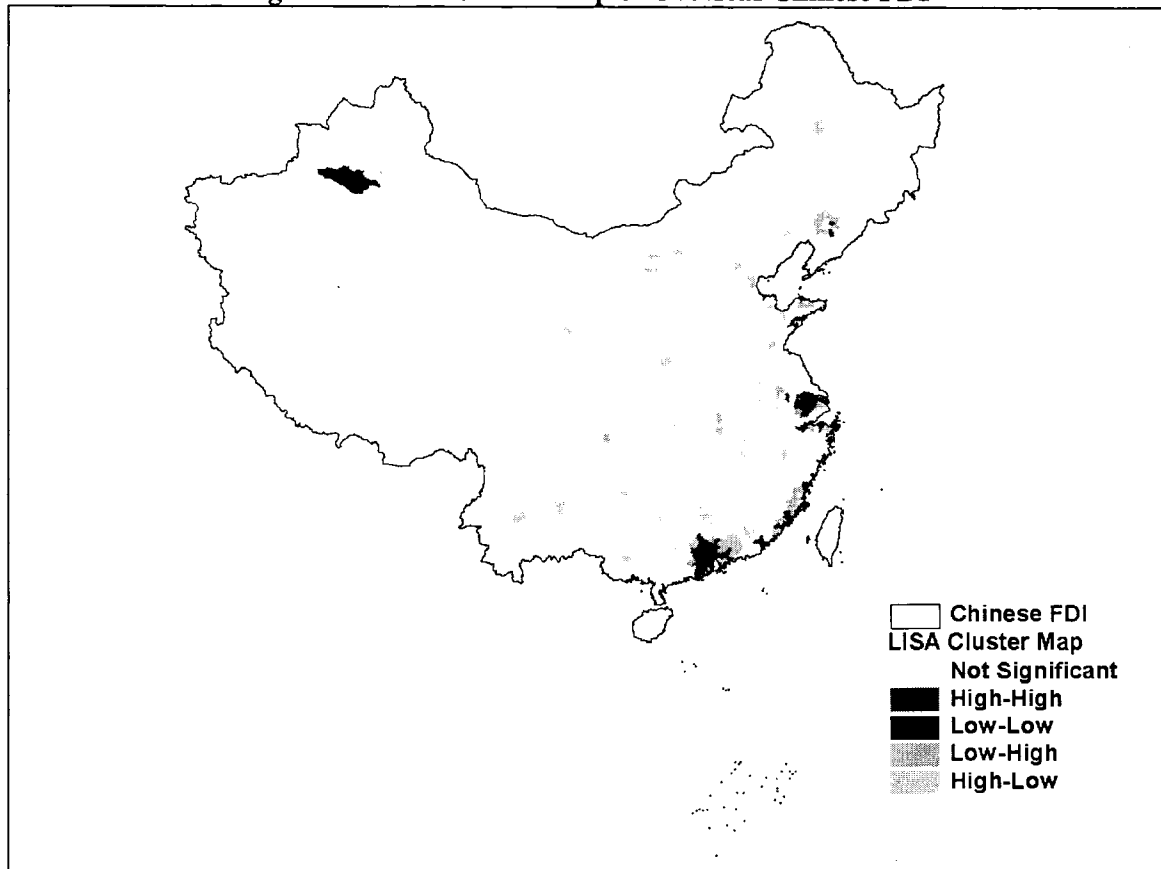 Chinese FDI
LISA Cluster Map
Not Significant
High-High
Low-Low
Low-High
High-Low